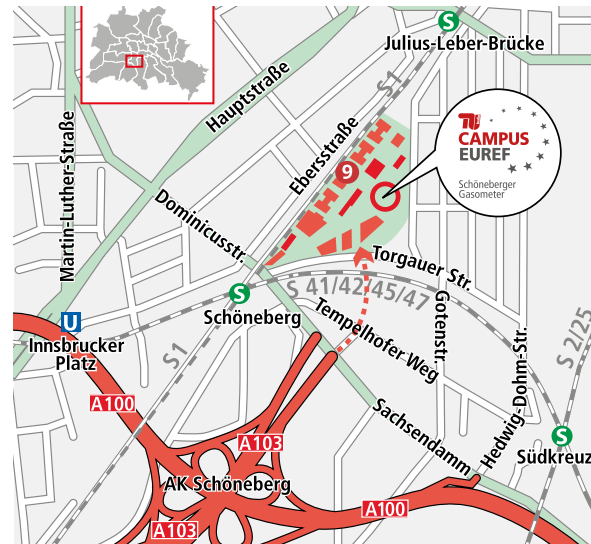 S
Julius-Leber-Brücke
S1
Hauptstraße
Martin-Luther-Straße
Ebersstraße
TU
CAMPUS
EUREF
Schöneberger
Gasometer
9
Dominicusstr.
Torgauer Str.
S 41/42/45/47
S
Schöneberg
Tempelhofer Weg
Gotenstr.
S 2/25
U
Innsbrucker
Platz
S1
Hedwig-Dohm-Str.
A100
Sachsendamm
A103
S
Südkreuz
AK Schöneberg
A100
A103